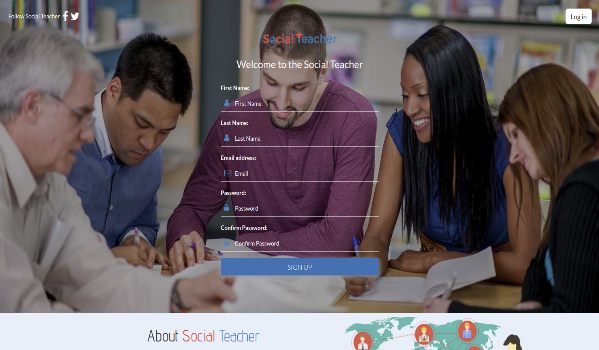 Follow Social Teacher
Log in
Social Teacher
Welcome to the Social Teacher
First Name:
First Name
Last Name:
Last Name
Email address:
Email
Password:
Password
Confirm Password:
Confirm Password
SIGN UP
About Social Teacher